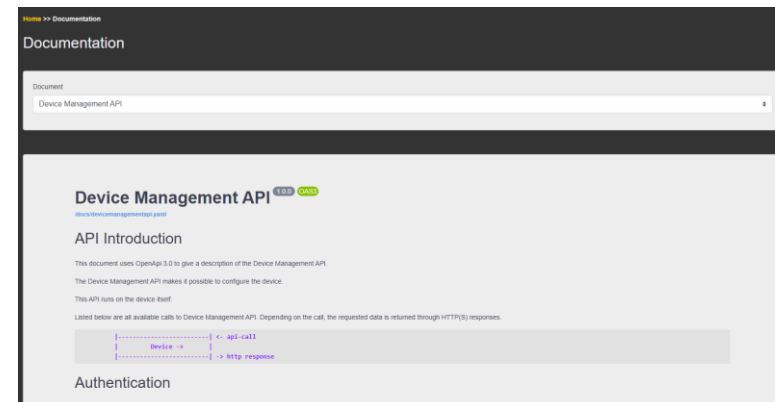 Home >> Documentation
Documentation
Document
Device Management API
Device Management API 1.0.0 OAS3
/docs/devicemanagementapi.yaml
API Introduction
This document uses OpenApi 3.0 to give a description of the Device Management API.
The Device Management API makes it possible to configure the device.
This API runs on the device itself.
Listed below are all available calls to Device Management API. Depending on the call, the requested data is returned through HTTP(S) responses.
|------------------------| <- api-call
| Device -> |
|------------------------| -> http response
Authentication